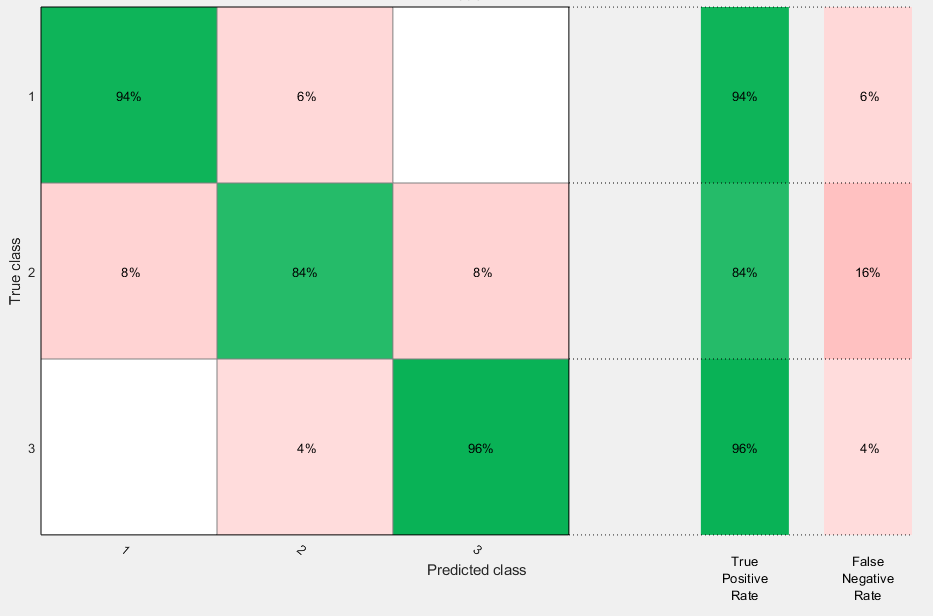 1 94% 6% 94% 6%
True class
2 8% 84% 8% 84% 16%
3 4% 96% 96% 4%
1 2 3
Predicted class
True Positive Rate
False Negative Rate